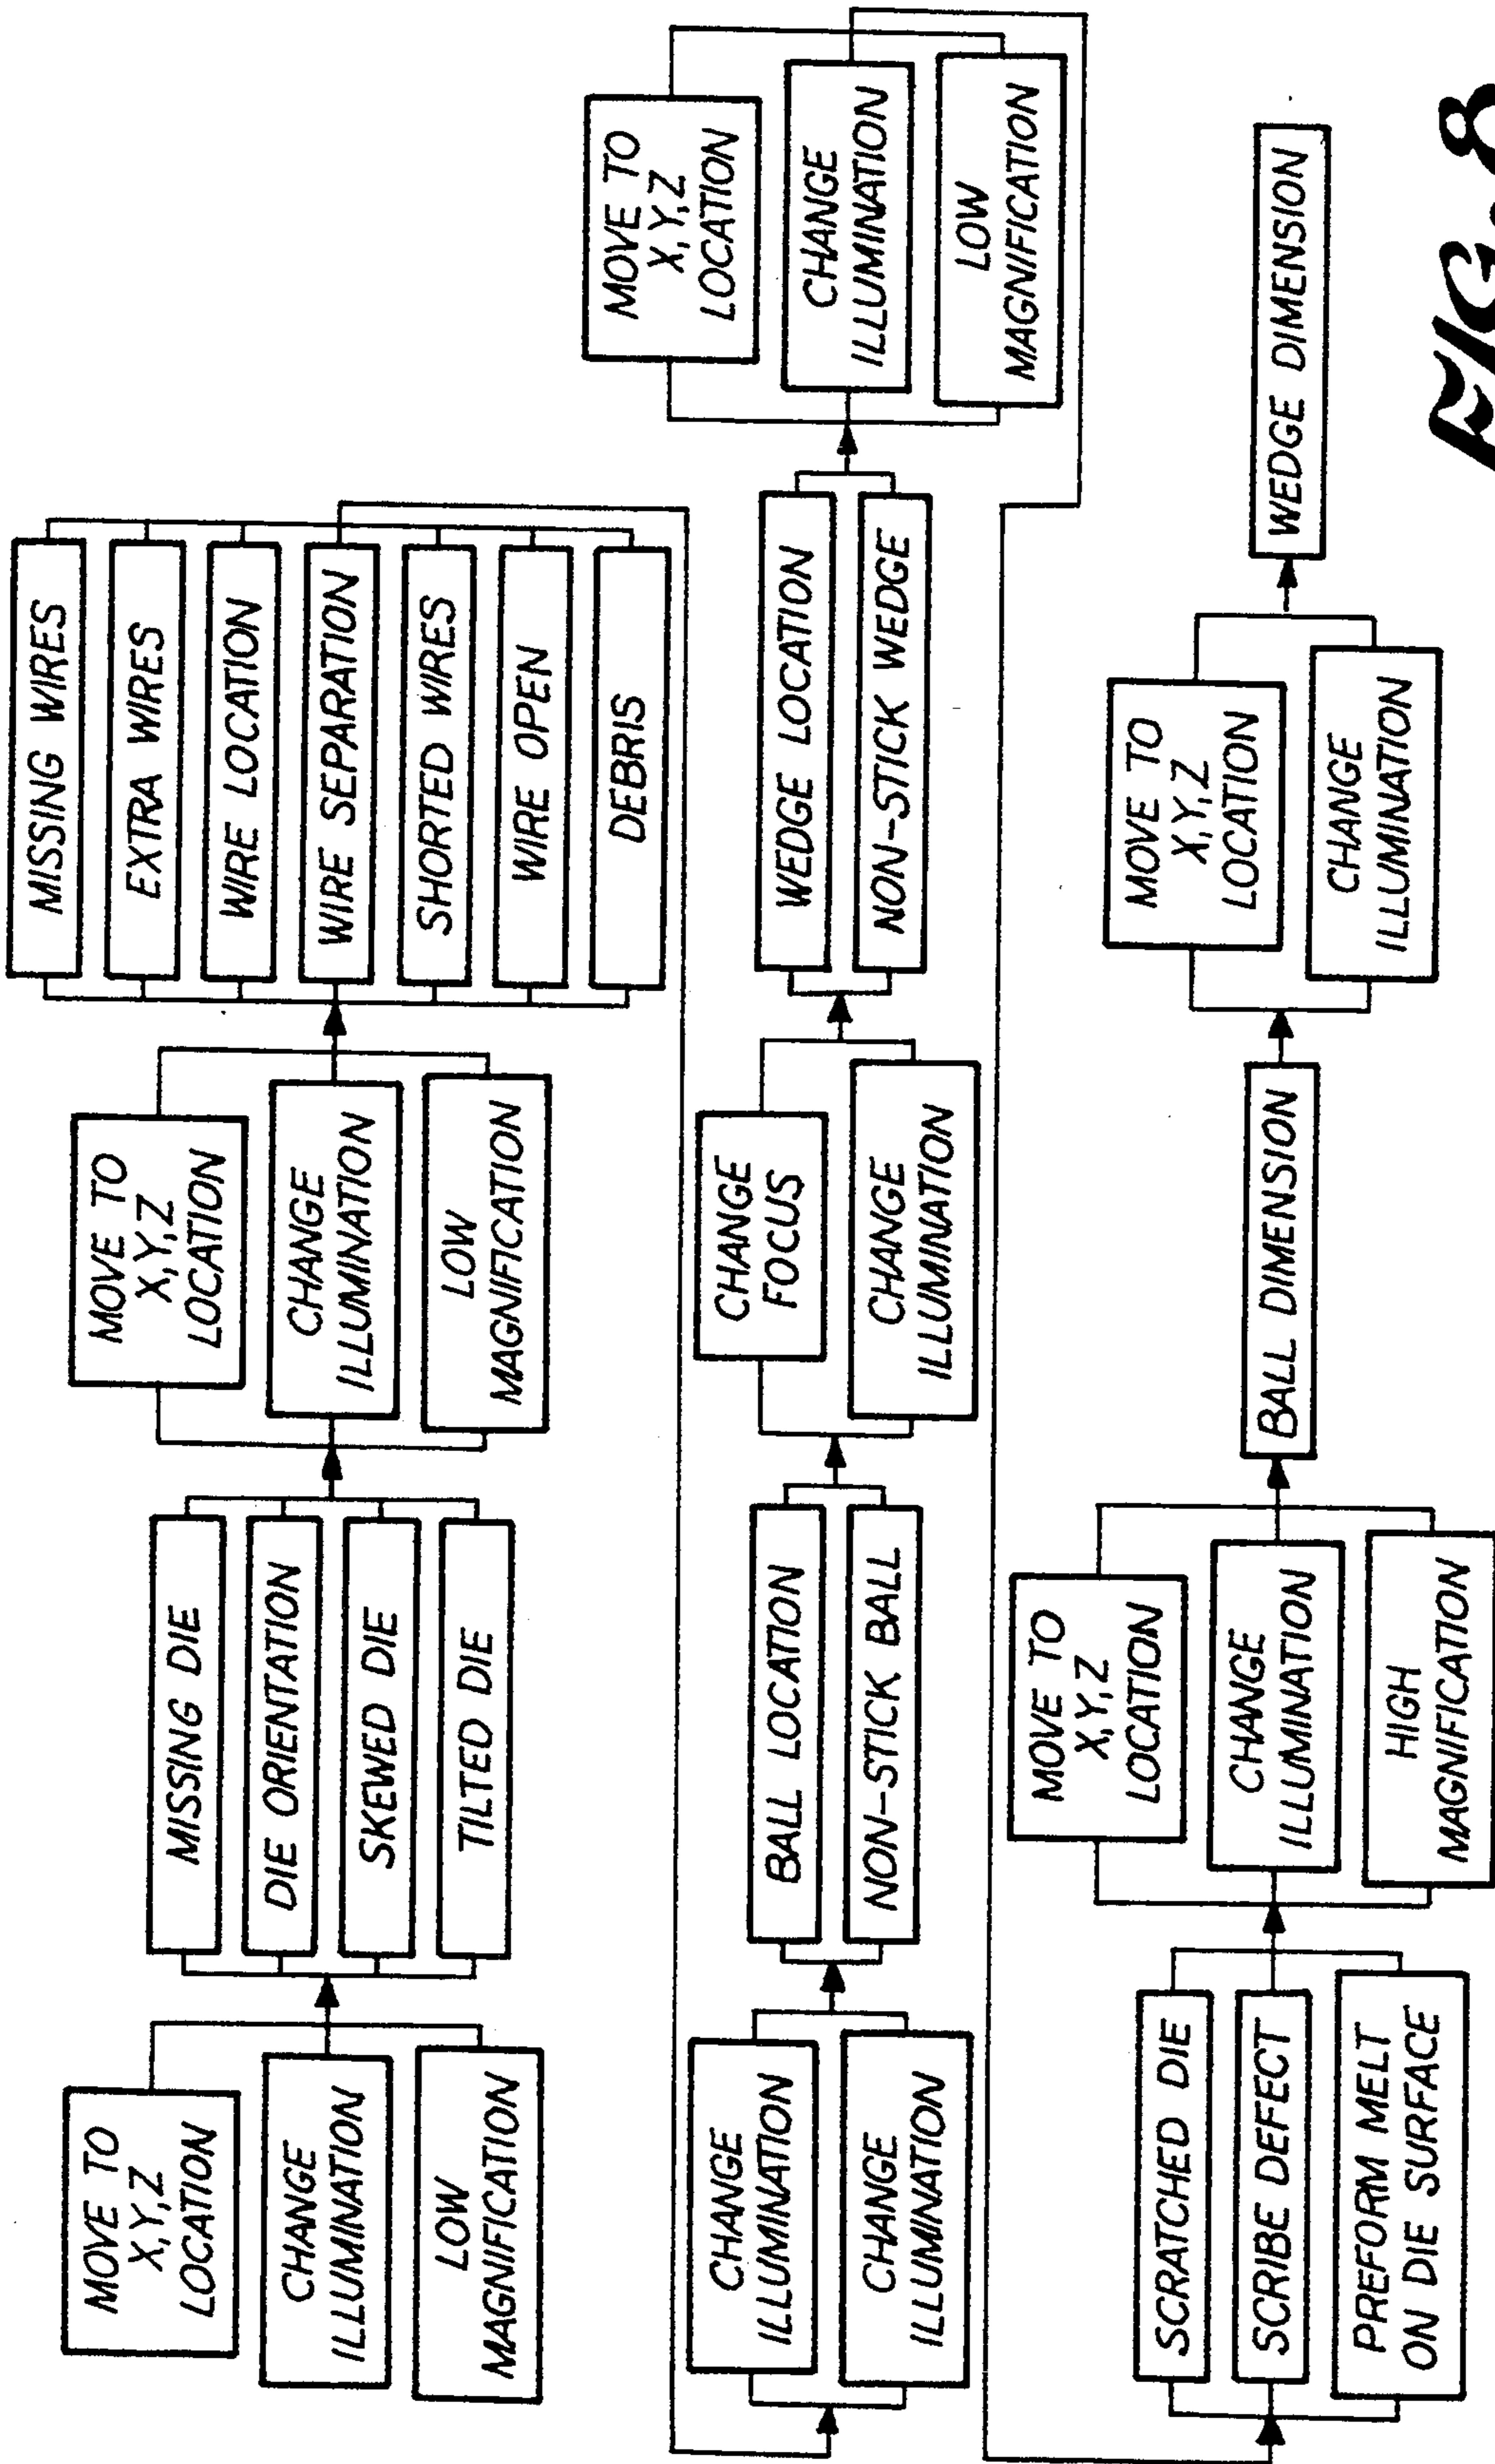 MOVE TO
X,Y,Z
LOCATION
CHANGE
ILLUMINATION
LOW
MAGNIFICATION
MISSING DIE
DIE ORIENTATION
SKEWED DIE
TILTED DIE
MOVE TO
X,Y,Z
LOCATION
CHANGE
ILLUMINATION
LOW
MAGNIFICATION
MISSING WIRES
EXTRA WIRES
WIRE LOCATION
WIRE SEPARATION
SHORTED WIRES
WIRE OPEN
DEBRIS
CHANGE
ILLUMINATION
CHANGE
ILLUMINATION
BALL LOCATION
NON-STICK BALL
CHANGE
FOCUS
CHANGE
ILLUMINATION
WEDGE LOCATION
NON-STICK WEDGE
MOVE TO
X,Y,Z
LOCATION
CHANGE
ILLUMINATION
LOW
MAGNIFICATION
SCRATCHED DIE
SCRIBE DEFECT
PREFORM MELT
ON DIE SURFACE
MOVE TO
X,Y,Z
LOCATION
CHANGE
ILLUMINATION
HIGH
MAGNIFICATION
BALL DIMENSION
MOVE TO
X,Y,Z
LOCATION
CHANGE
ILLUMINATION
WEDGE DIMENSION
FIG. 8